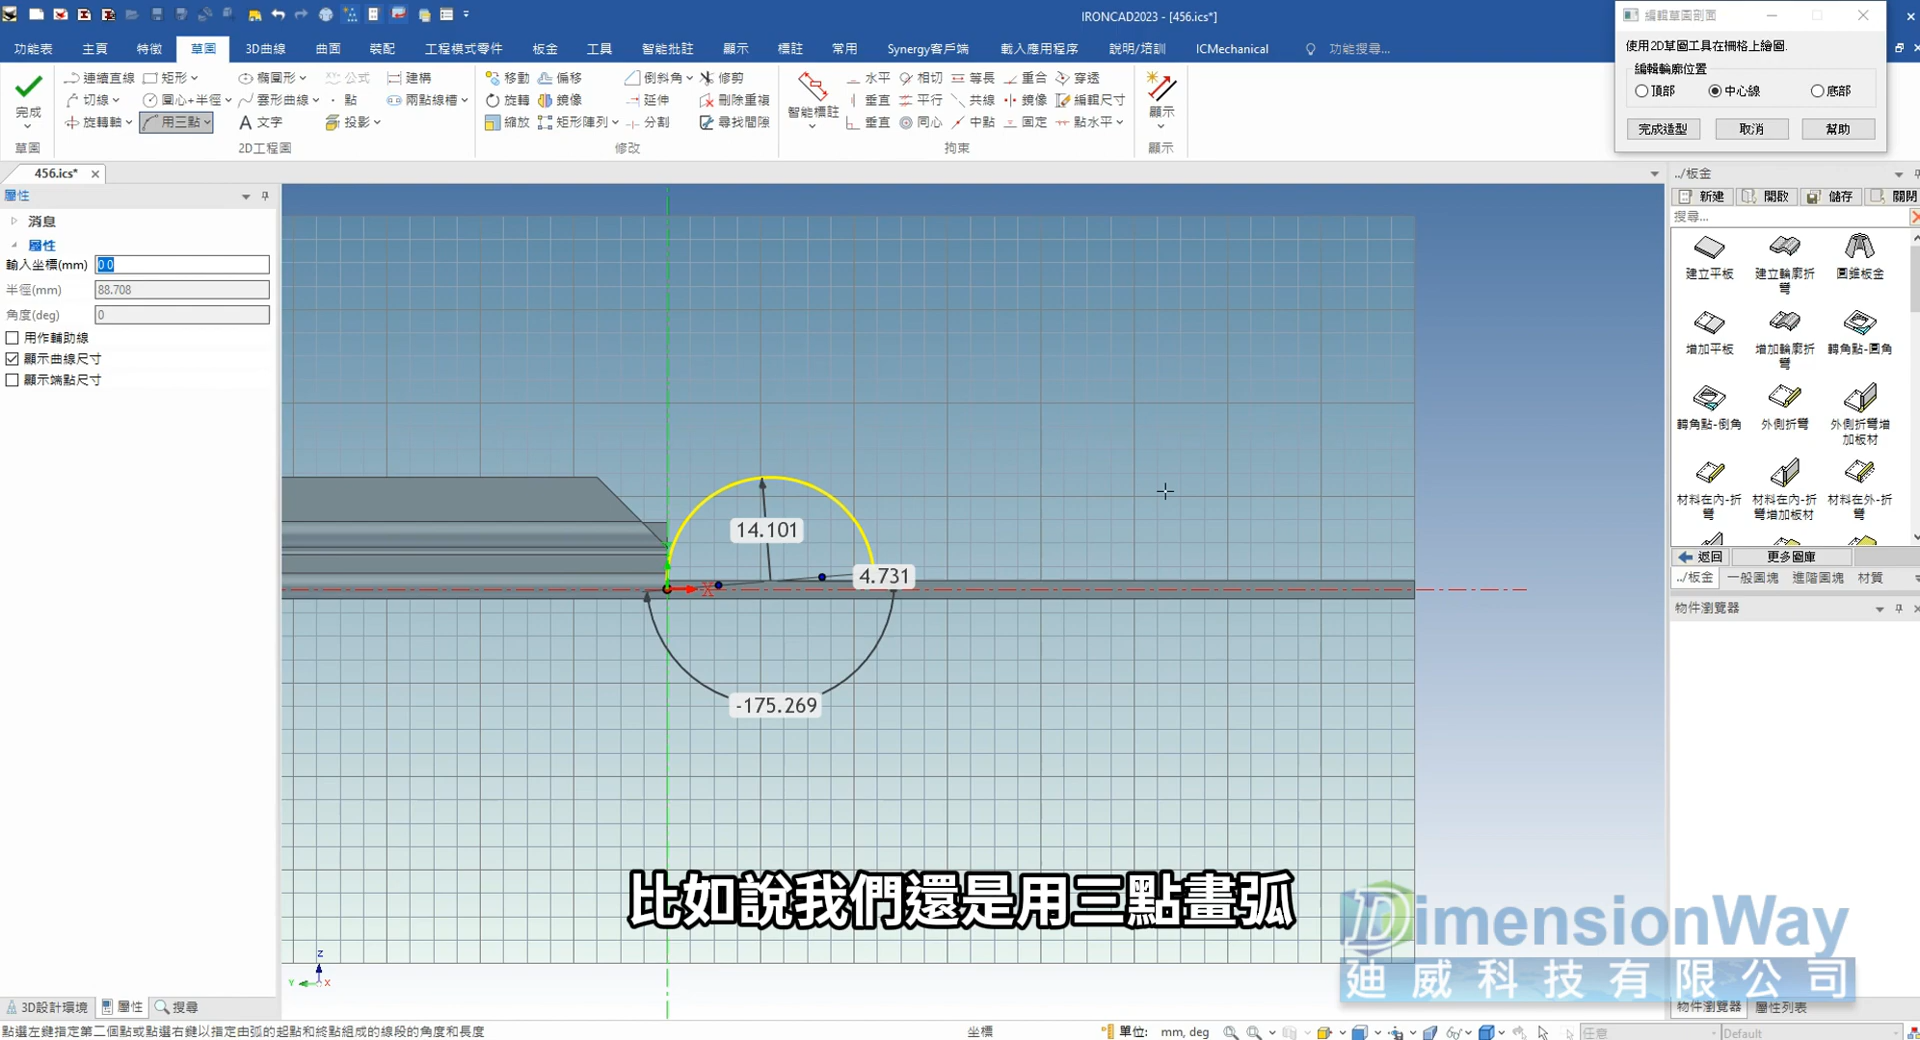 IRONCAD2023 - [456.ics*]
編輯草圖剖面
功能表 主頁 特徵 草圖 3D曲線 曲面 裝配 工程模式零件 板金 工具 智能批註 顯示 標註 常用 Synergy客戶端 載入應用程序 說明/培訓 ICMechanical 功能搜尋...
使用2D草圖工具在柵格上繪圖.
編輯輪廓位置
頂部 中心線 底部
完成造型 取消 幫助
完成
草圖
連續直線 矩形 橢圓形 公式 建構
切線 圓心+半徑 雲形曲線 點 兩點線槽
旋轉軸 用三點 文字 投影
2D工程圖
移動 偏移 倒斜角 修剪
旋轉 鏡像 延伸 刪除重複
縮放 矩形陣列 分割 尋找間隙
修改
智能標註
水平 相切 等長 重合 穿透
垂直 平行 共線 鏡像 編輯尺寸
垂直 同心 中點 固定 點水平
拘束
顯示
顯示
456.ics*
屬性
消息
屬性
輸入坐標(mm) 0 0
半徑(mm) 88.708
角度(deg) 0
用作輔助線
顯示曲線尺寸
顯示端點尺寸
14.101
4.731
X
-175.269
../板金
新建 開啟 儲存 關閉
搜尋...
建立平板 建立輪廓折彎 圓錐板金
增加平板 增加輪廓折彎 轉角點-圓角
轉角點-倒角 外側折彎 外側折彎增加板材
材料在內-折彎 材料在內-折彎增加板材 材料在外-折彎
返回 更多圖庫
../板金 一般圖塊 進階圖塊 材質
物件瀏覽器
比如說我們還是用三點畫弧
DimensionWay
廸威科技有限公司
Z
Y X
3D設計環境 屬性 搜尋
物件瀏覽器 屬性列表
點選左鍵指定第二個點或點選右鍵以指定由弧的起點和終點組成的線段的角度和長度
坐標
單位: mm, deg
任意
Default